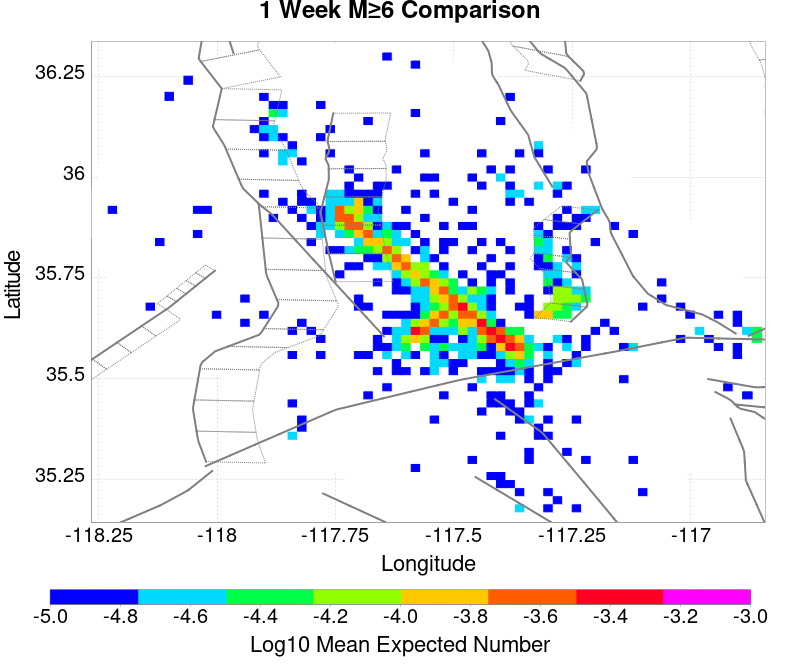 1 Week M≥6 Comparison
36.25
36
35.75
35.5
35.25
Latitude
-118.25 -118 -117.75 -117.5 -117.25 -117
Longitude
-5.0 -4.8 -4.6 -4.4 -4.2 -4.0 -3.8 -3.6 -3.4 -3.2 -3.0
Log10 Mean Expected Number